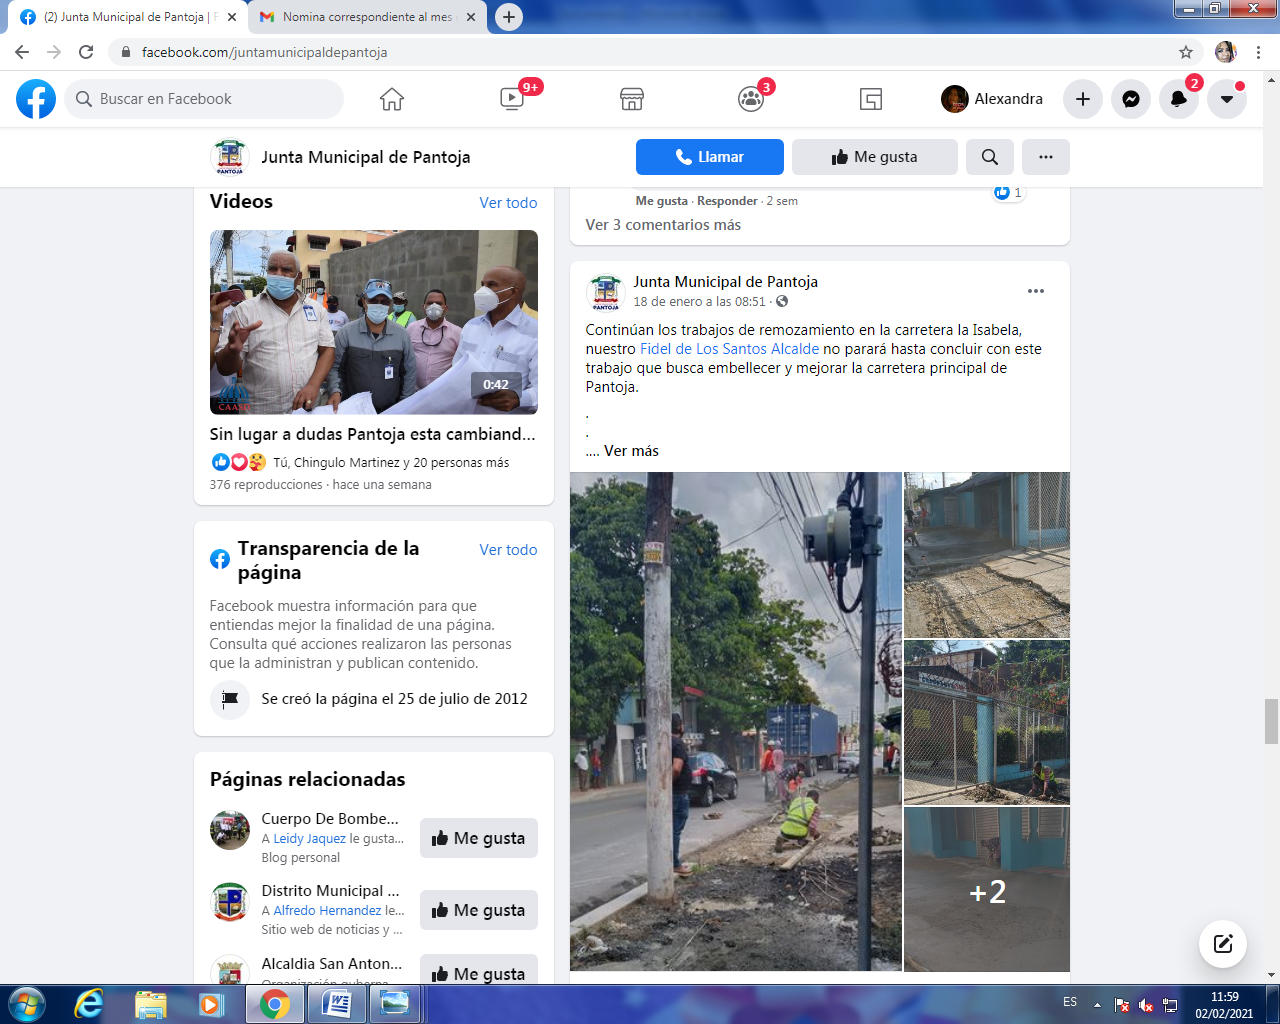 (2) Junta Municipal de Pantoja | F
Nomina correspondiente al mes
facebook.com/juntamunicipaldepantoja
Buscar en Facebook
9+
3
Alexandra
2
Junta Municipal de Pantoja
Llamar
Me gusta
PANTOJA
Videos
Ver todo
0:42
CAASD
Sin lugar a dudas Pantoja esta cambiand...
Tú, Chingulo Martinez y 20 personas más
376 reproducciones · hace una semana
Transparencia de la
página
Ver todo
Facebook muestra información para que
entiendas mejor la finalidad de una página.
Consulta qué acciones realizaron las personas
que la administran y publican contenido.
Se creó la página el 25 de julio de 2012
Páginas relacionadas
Cuerpo De Bombe...
A Leidy Jaquez le gusta...
Blog personal
Me gusta
Distrito Municipal ...
A Alfredo Hernandez le...
Sitio web de noticias y ...
Me gusta
Alcaldia San Anton...
Organización guberna...
Me gusta
Me gusta · Responder · 2 sem
1
Ver 3 comentarios más
Junta Municipal de Pantoja
18 de enero a las 08:51 ·
PANTOJA
Continúan los trabajos de remozamiento en la carretera la Isabela,
nuestro Fidel de Los Santos Alcalde no parará hasta concluir con este
trabajo que busca embellecer y mejorar la carretera principal de
Pantoja.
.
.
.... Ver más
+2
ES
11:59
02/02/2021